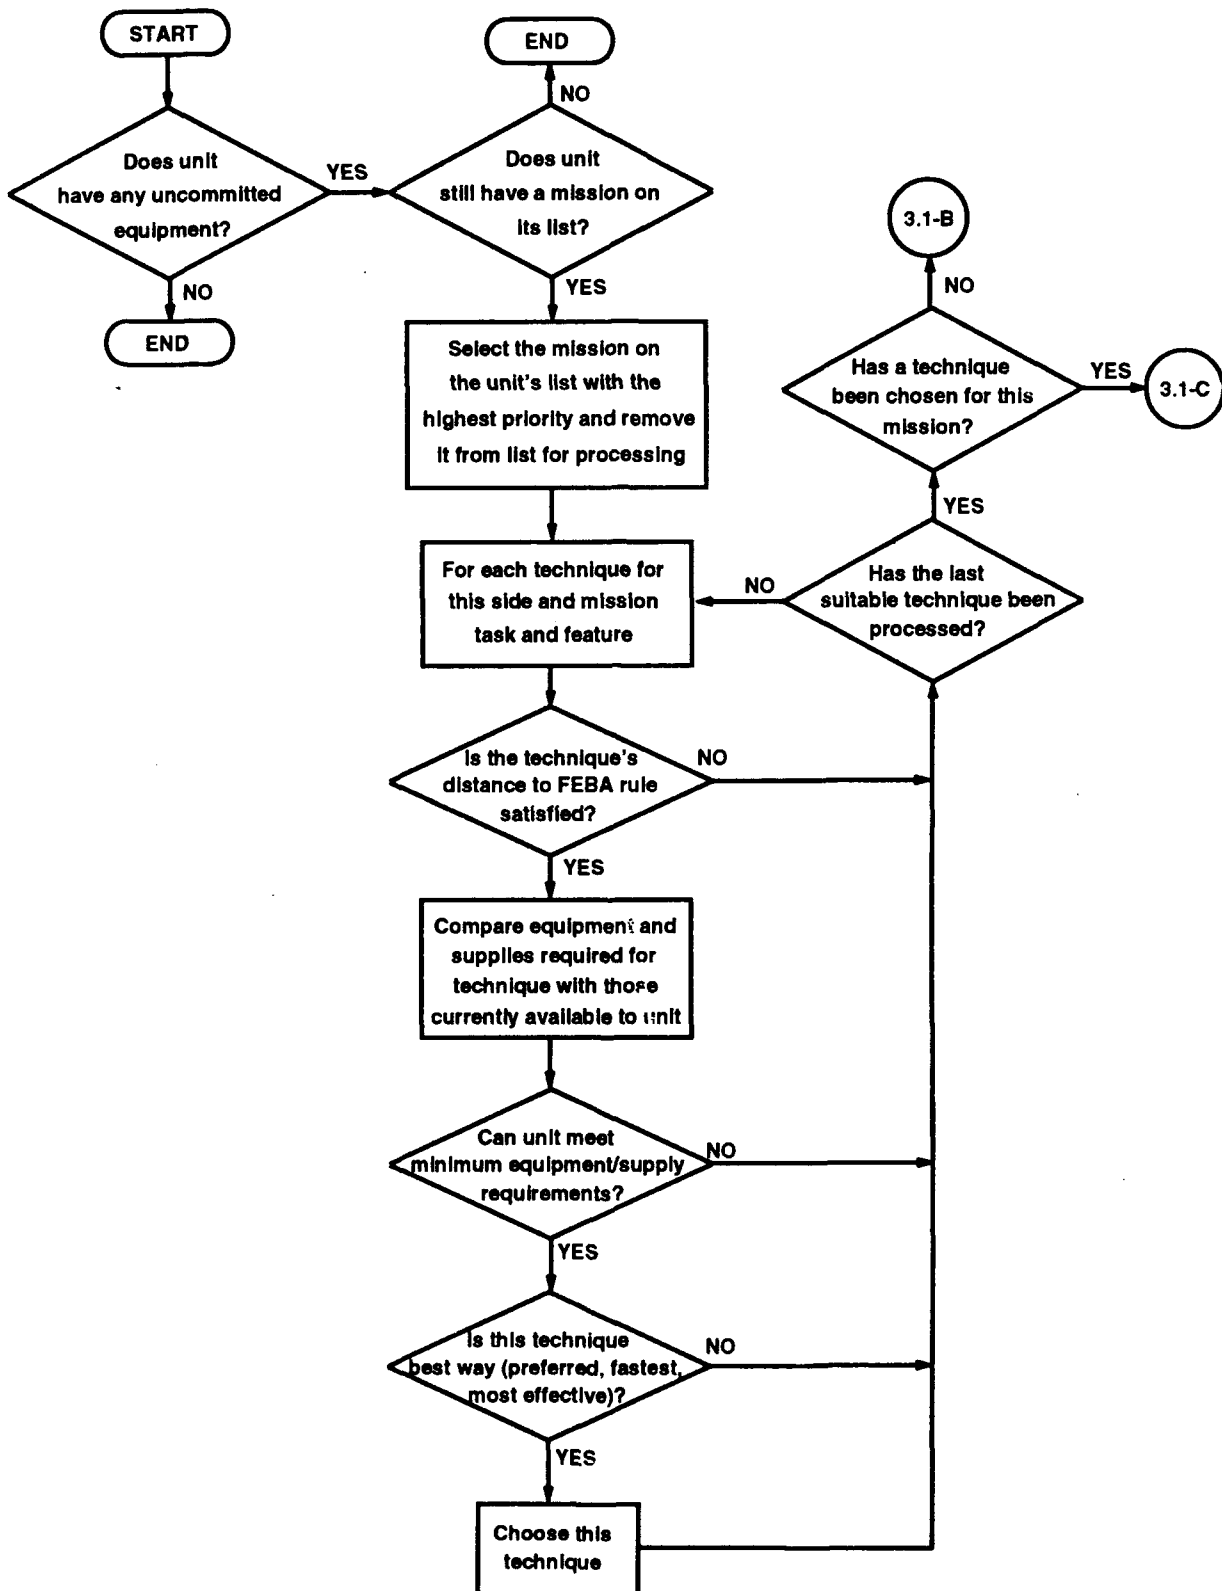 START
END
NO
Does unit
have any uncommitted
equipment?
YES
Does unit
still have a mission on
its list?
NO
END
YES
Select the mission on
the unit's list with the
highest priority and remove
it from list for processing
3.1-B
NO
Has a technique
been chosen for this
mission?
YES
3.1-C
YES
For each technique for
this side and mission
task and feature
NO
Has the last
suitable technique been
processed?
Is the technique's
distance to FEBA rule
satisfied?
NO
YES
Compare equipment and
supplies required for
technique with those
currently available to unit
Can unit meet
minimum equipment/supply
requirements?
NO
YES
Is this technique
best way (preferred, fastest,
most effective)?
NO
YES
Choose this
technique